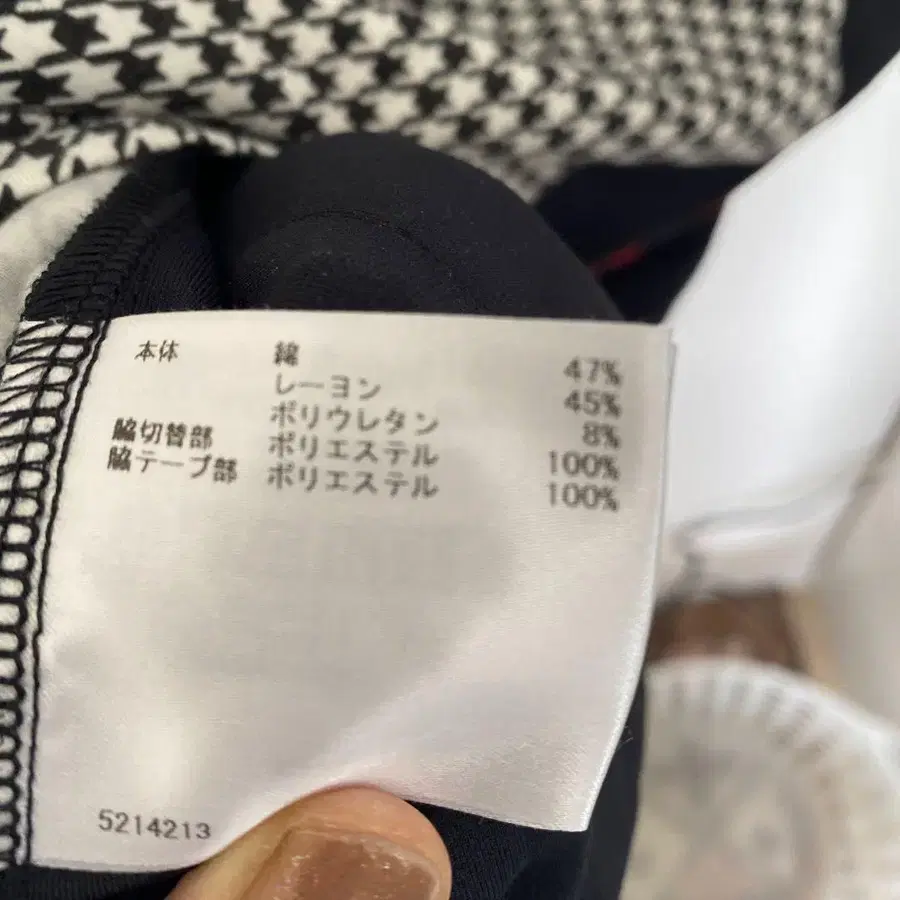 本体 綿 47%
レーヨン 45%
ポリウレタン 8%
脇切替部 ポリエステル 100%
脇テープ部 ポリエステル 100%
5214213